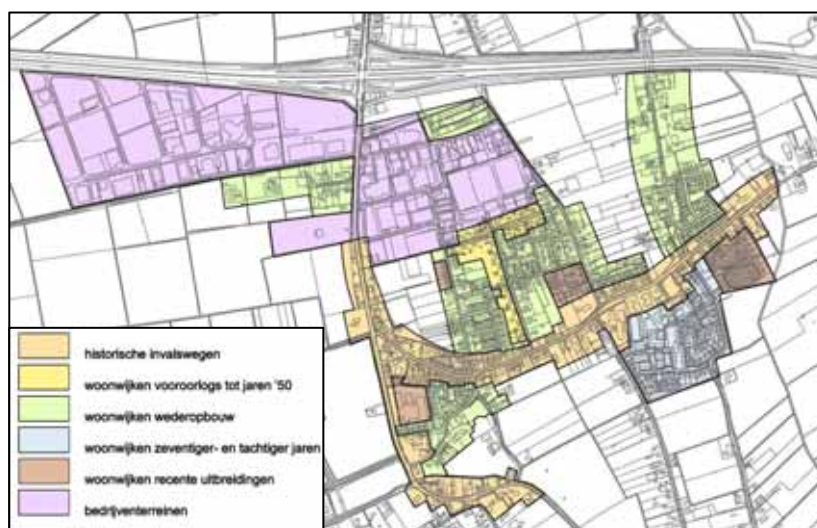 historische invalswegen
woonwijken vooroorlogs tot jaren '50
woonwijken wederopbouw
woonwijken zeventiger- en tachtiger jaren
woonwijken recente uitbreidingen
bedrijventerreinen